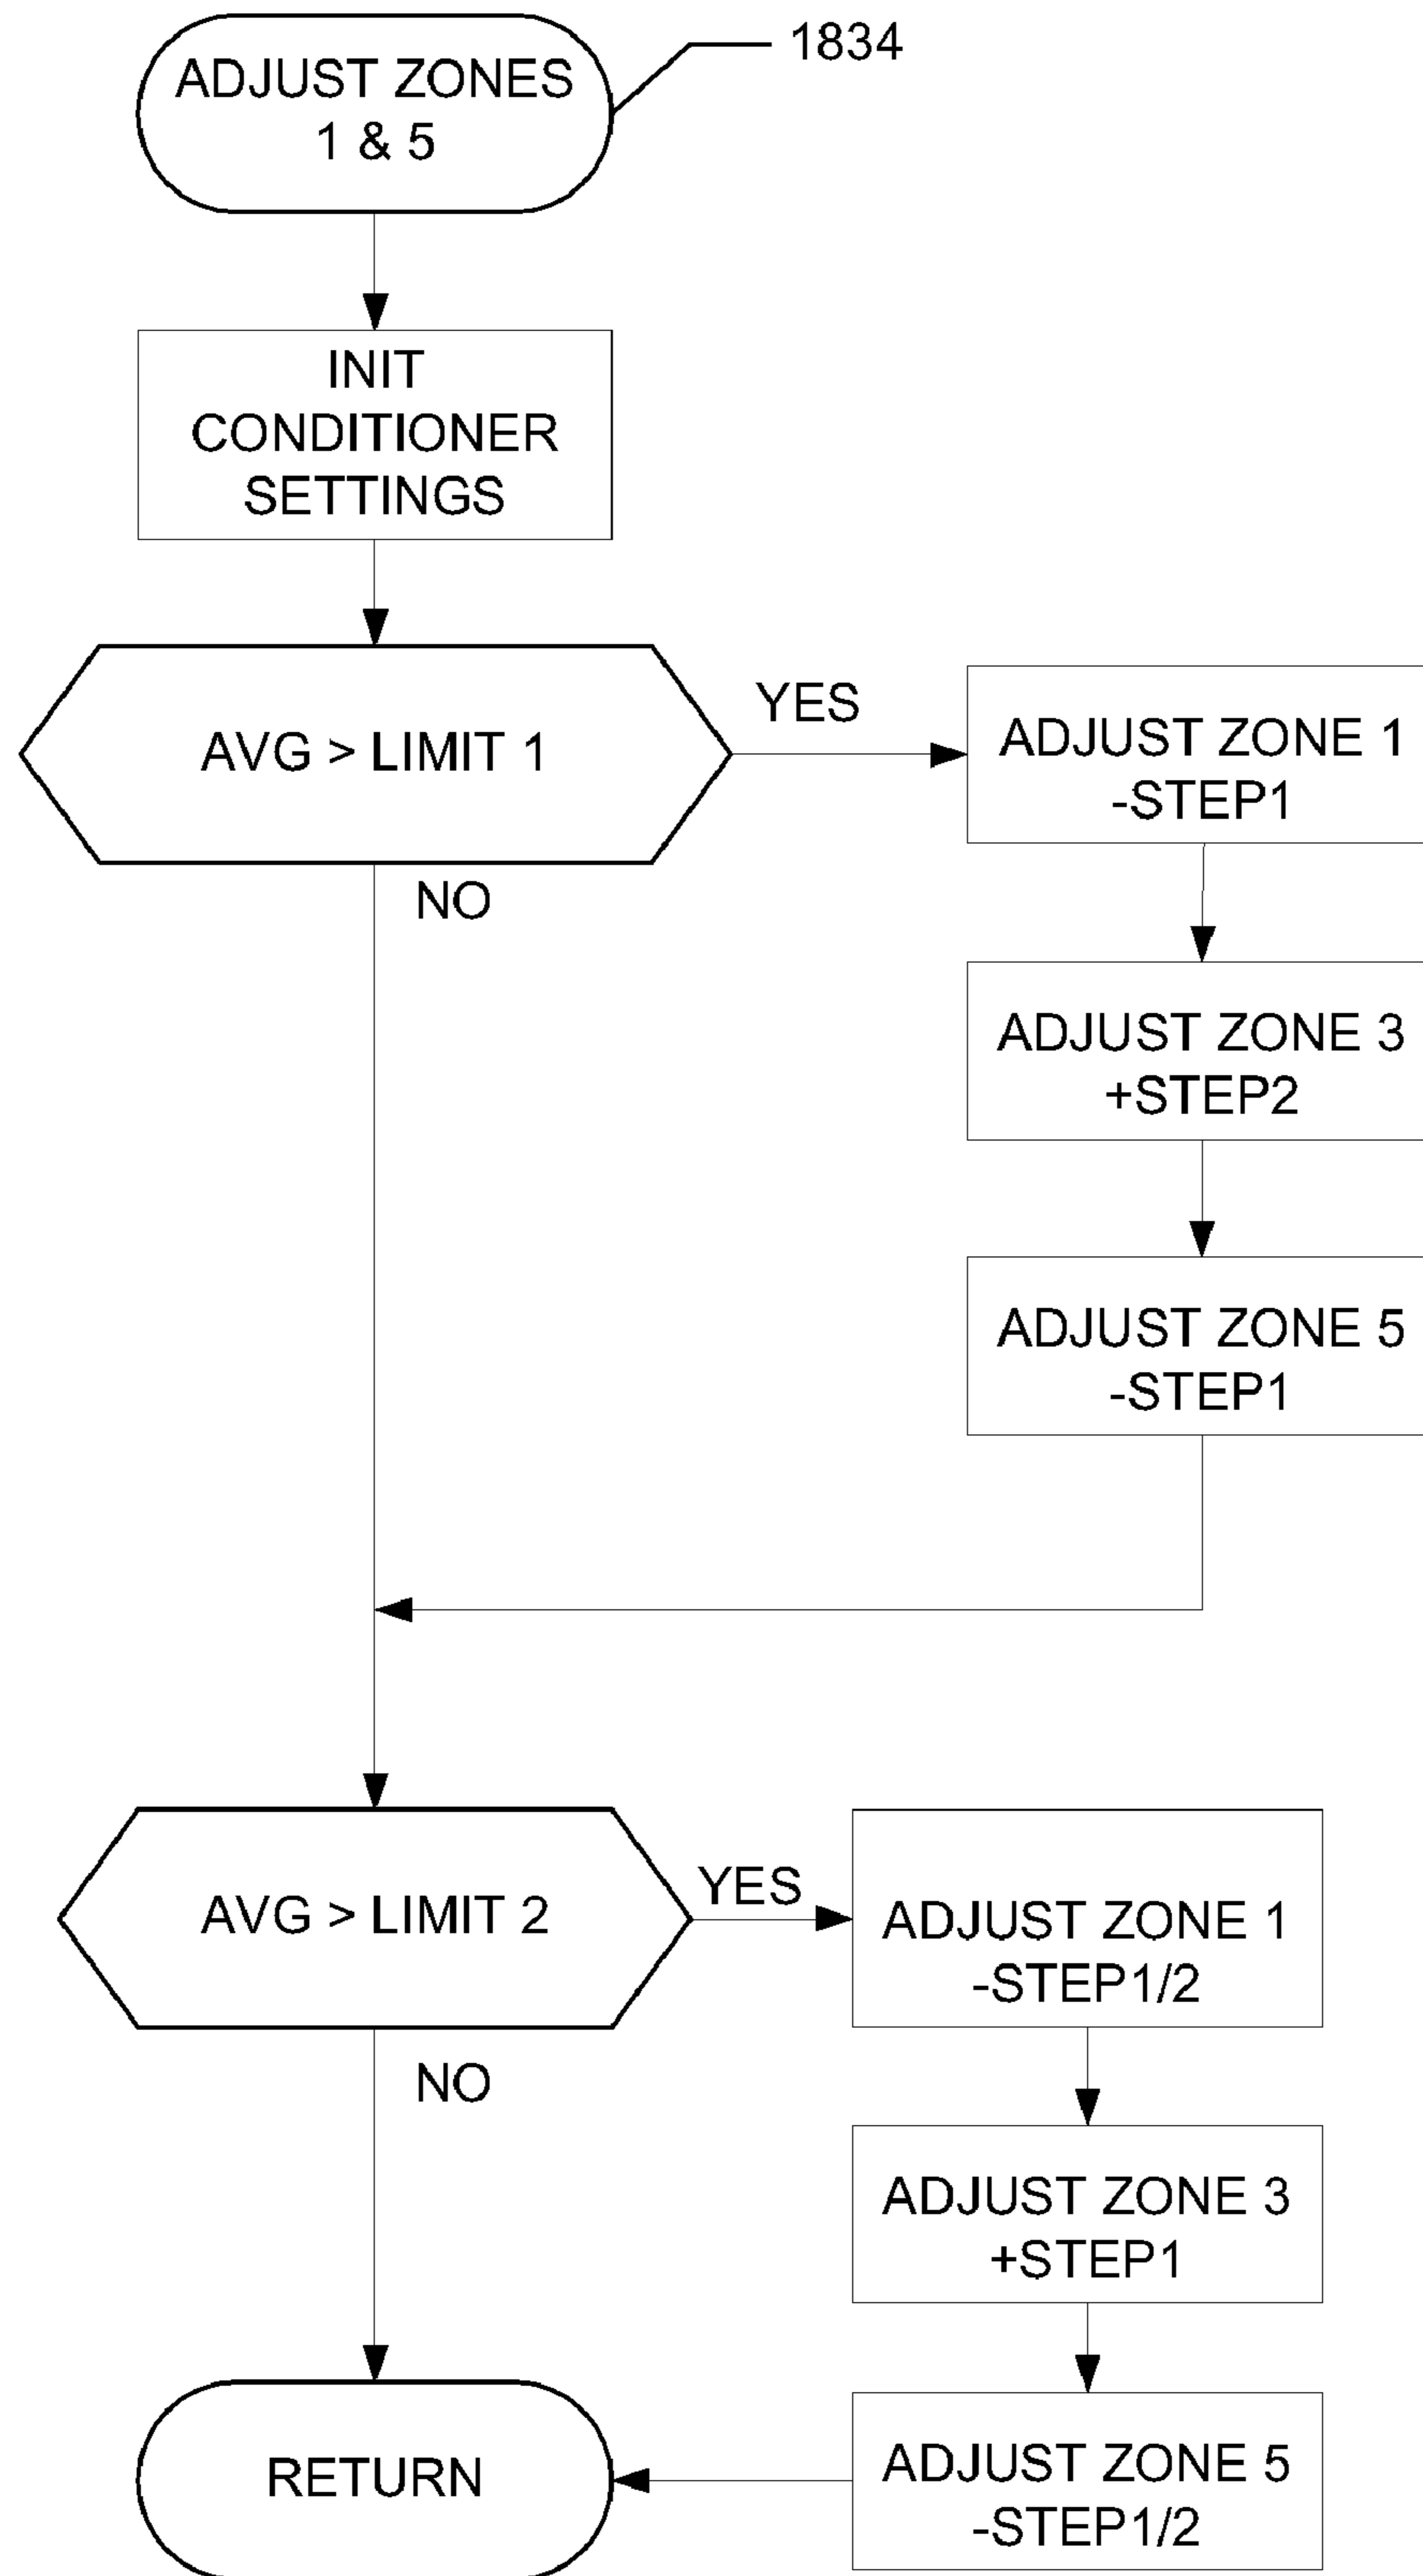 ADJUST ZONES
1 & 5
1834
INIT
CONDITIONER
SETTINGS
AVG > LIMIT 1
YES
ADJUST ZONE 1
-STEP1
NO
ADJUST ZONE 3
+STEP2
ADJUST ZONE 5
-STEP1
AVG > LIMIT 2
YES
ADJUST ZONE 1
-STEP1/2
NO
ADJUST ZONE 3
+STEP1
RETURN
ADJUST ZONE 5
-STEP1/2